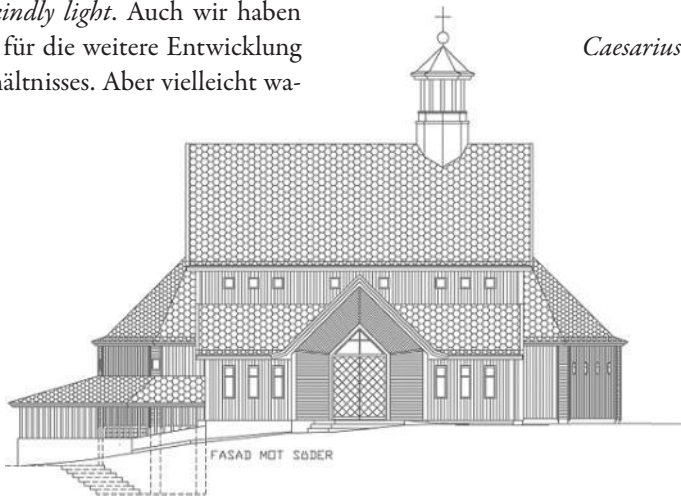 kindly light. Auch wir haben
für die weitere Entwicklung
hältnisses. Aber vielleicht wa-
Caesarius
FASAD MOT SÖDER